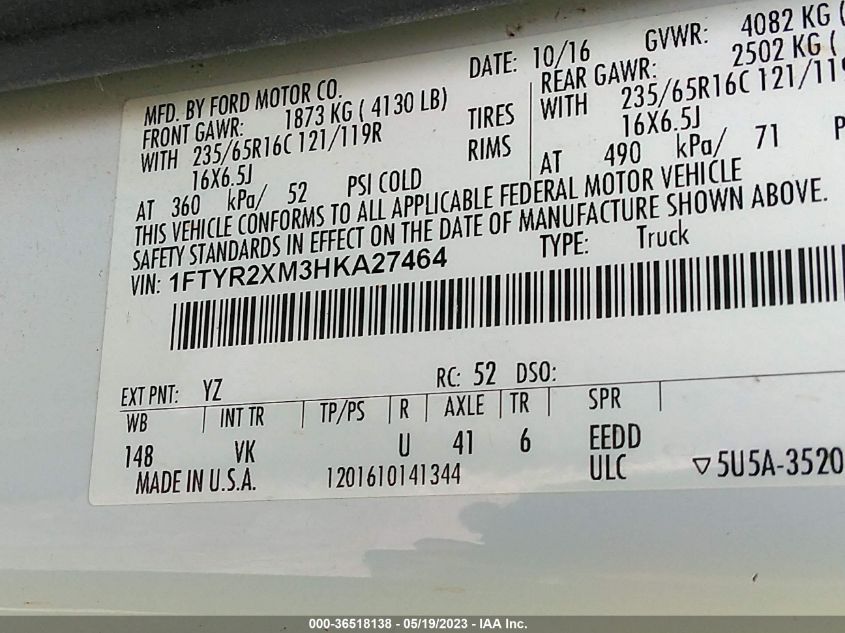 MFD. BY FORD MOTOR CO.
DATE: 10/16 GVWR: 4082 KG (
FRONT GAWR: 1873 KG ( 4130 LB)
REAR GAWR: 2502 KG (
WITH 235/65R16C 121/119R TIRES
WITH 235/65R16C 121/119
16X6.5J RIMS
16X6.5J
AT 360 kPa/ 52 PSI COLD
AT 490 kPa/ 71 P
THIS VEHICLE CONFORMS TO ALL APPLICABLE FEDERAL MOTOR VEHICLE
SAFETY STANDARDS IN EFFECT ON THE DATE OF MANUFACTURE SHOWN ABOVE.
VIN: 1FTYR2XM3HKA27464 TYPE: Truck
EXT PNT: YZ RC: 52 DSO:
WB INT TR TP/PS R AXLE TR SPR
148 VK U 41 6 EEDD
MADE IN U.S.A. 1201610141344 ULC ▽5U5A-3520
000-36518138 - 05/19/2023 - IAA Inc.